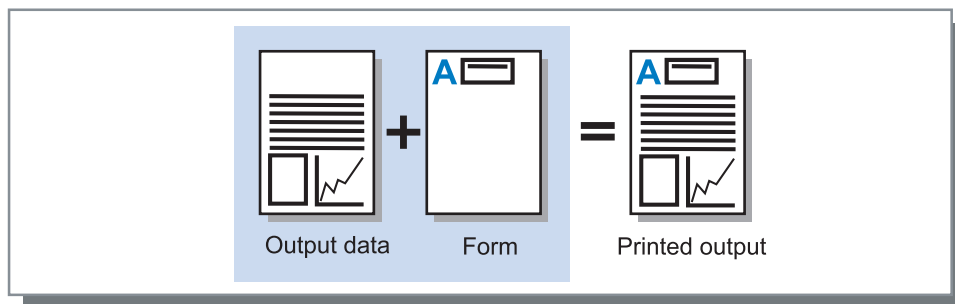 A
A
+
=
Output data
Form
Printed output